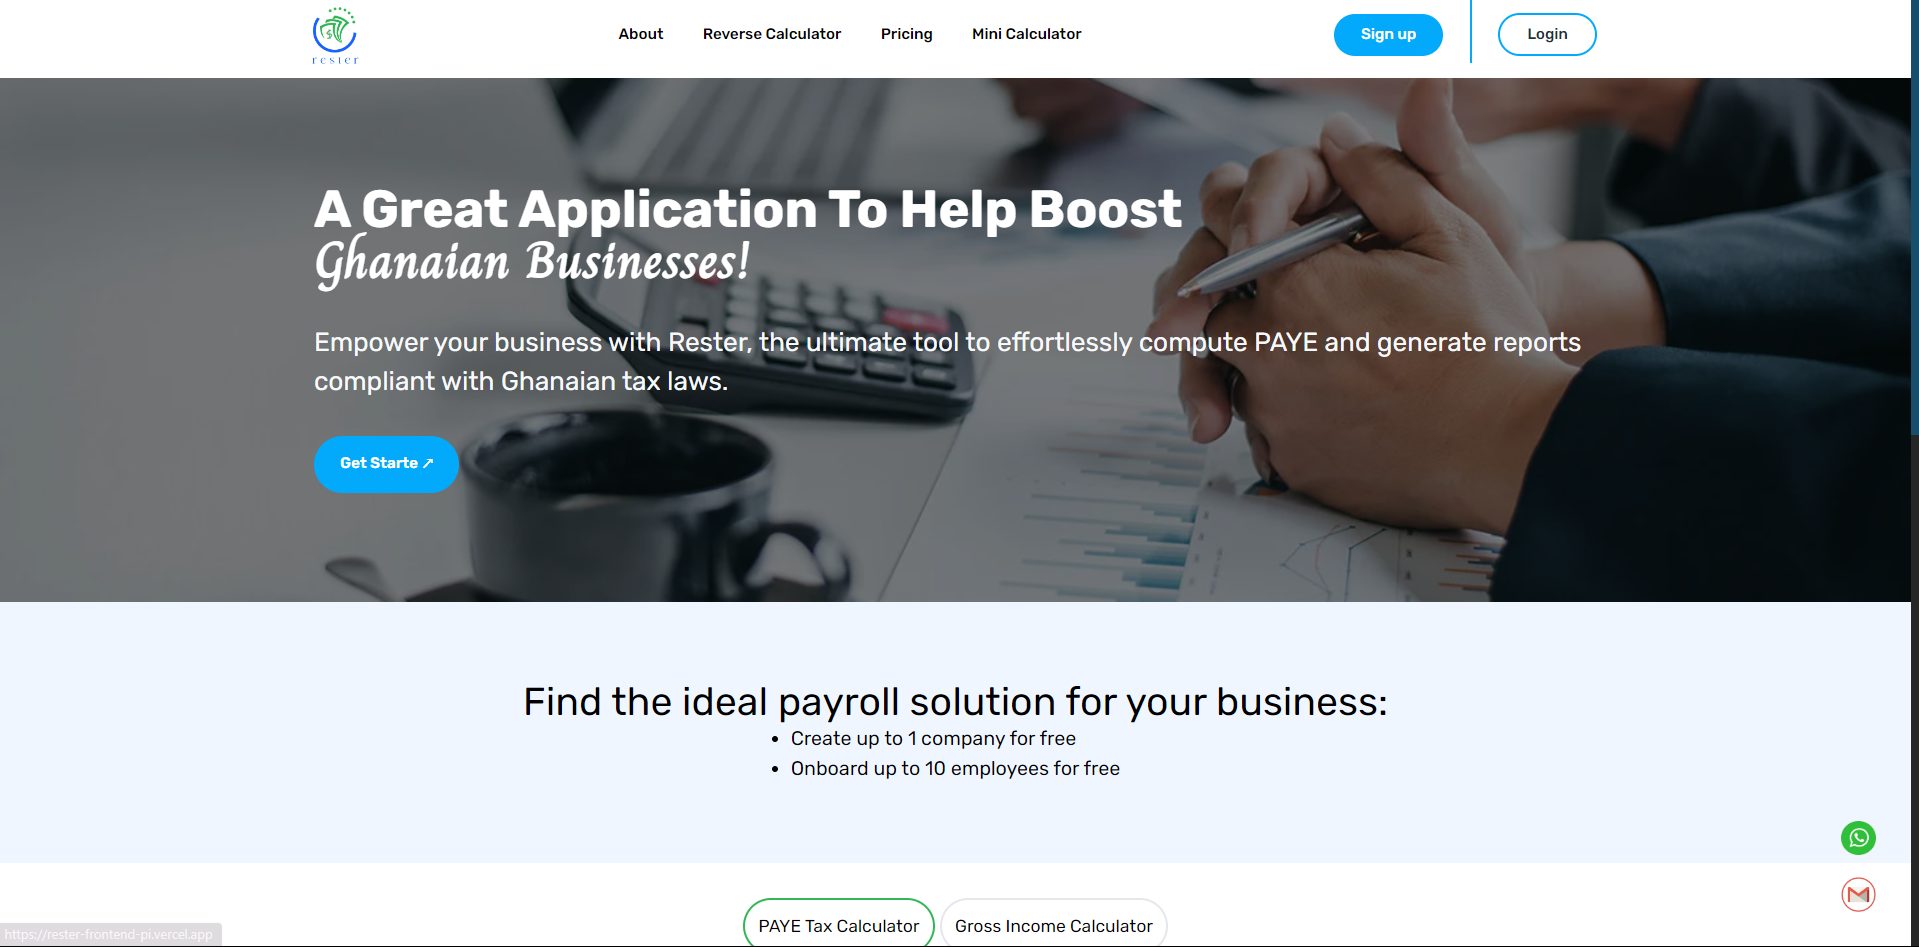 rester
About
Reverse Calculator
Pricing
Mini Calculator
Sign up
Login
A Great Application To Help Boost
Ghanaian Businesses!
Empower your business with Rester, the ultimate tool to effortlessly compute PAYE and generate reports
compliant with Ghanaian tax laws.
Get Starte ↗
Find the ideal payroll solution for your business:
• Create up to 1 company for free
• Onboard up to 10 employees for free
PAYE Tax Calculator
Gross Income Calculator
https://rester-frontend-pi.vercel.app